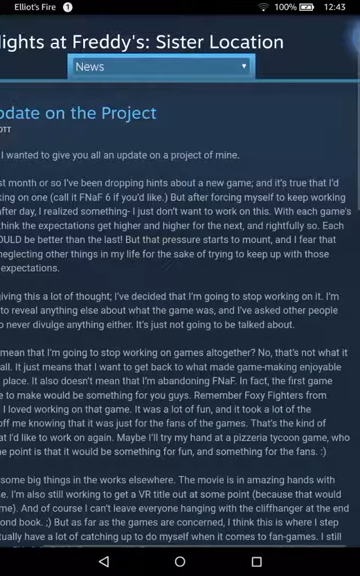 Elliot's Fire 1 100% 12:43
ights at Freddy's: Sister Location
News
pdate on the Project
OTT
I wanted to give you all an update on a project of mine.
st month or so I've been dropping hints about a new game; and it's true that I'd
king on one (call it FNaF 6 if you'd like.) But after forcing myself to keep working
after day, I realized something- I just don't want to work on this. With each game's
think the expectations get higher and higher for the next, and rightfully so. Each
OULD be better than the last! But that pressure starts to mount, and I fear that
neglecting other things in my life for the sake of trying to keep up with those
expectations.
giving this a lot of thought; I've decided that I'm going to stop working on it. I'm
to reveal anything else about what the game was, and I've asked other people
o never divulge anything either. It's just not going to be talked about.
mean that I'm going to stop working on games altogether? No, that's not what it
all. It just means that I want to get back to what made game-making enjoyable
place. It also doesn't mean that I'm abandoning FNaF. In fact, the first game
e to make would be something for you guys. Remember Foxy Fighters from
I loved working on that game. It was a lot of fun, and it took a lot of the
off me knowing that it was just for the fans of the games. That's the kind of
at I'd like to work on again. Maybe I'll try my hand at a pizzeria tycoon game, who
he point is that it would be something for fun, and something for the fans. :)
some big things in the works elsewhere. The movie is in amazing hands with
se. I'm also still working to get a VR title out at some point (because that would
me). And of course I can't leave everyone hanging with the cliffhanger at the end
ond book. ;) But as far as the games are concerned, I think this is where I step
tually have a lot of catching up to do myself when it comes to fan-games. I still